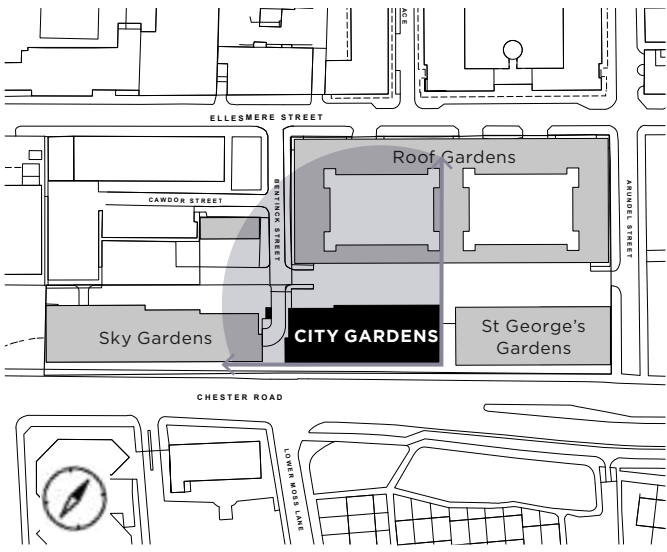 ACE
ELLESMERE STREET
Roof Gardens
CAWDOR STREET
BENTINCK STREET
ARUNDEL STREET
Sky Gardens
CITY GARDENS
St George's
Gardens
CHESTER ROAD
LOWER MOSS LANE